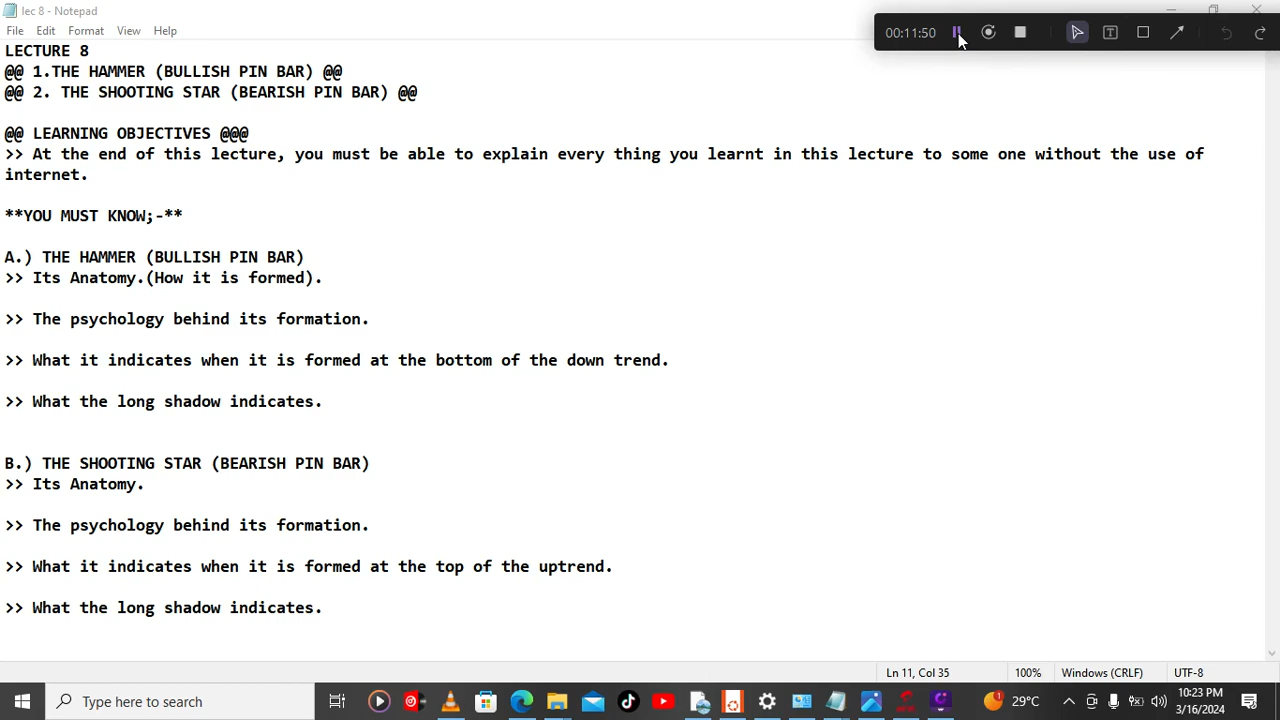 lec 8 - Notepad
File Edit Format View Help
00:11:50
LECTURE 8
@@ 1.THE HAMMER (BULLISH PIN BAR) @@
@@ 2. THE SHOOTING STAR (BEARISH PIN BAR) @@
@@ LEARNING OBJECTIVES @@@
>> At the end of this lecture, you must be able to explain every thing you learnt in this lecture to some one without the use of
internet.
**YOU MUST KNOW;-**
A.) THE HAMMER (BULLISH PIN BAR)
>> Its Anatomy.(How it is formed).
>> The psychology behind its formation.
>> What it indicates when it is formed at the bottom of the down trend.
>> What the long shadow indicates.
B.) THE SHOOTING STAR (BEARISH PIN BAR)
>> Its Anatomy.
>> The psychology behind its formation.
>> What it indicates when it is formed at the top of the uptrend.
>> What the long shadow indicates.
Ln 11, Col 35 100% Windows (CRLF) UTF-8
Type here to search
1 29°C
10:23 PM
3/16/2024